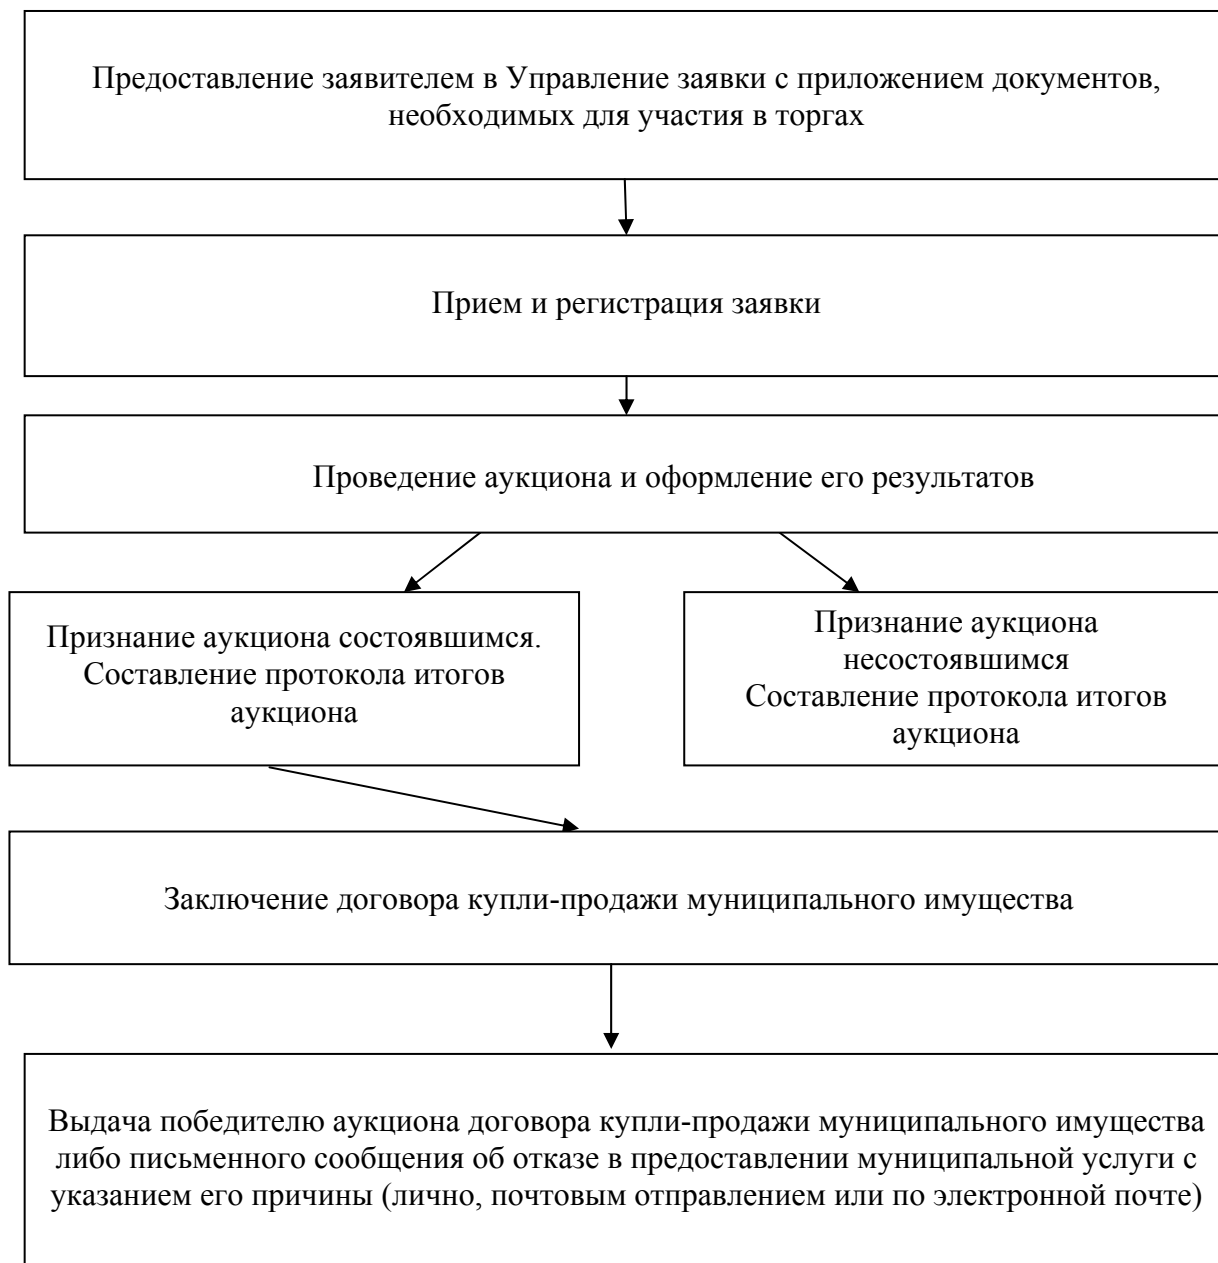 Предоставление заявителем в Управление заявки с приложением документов,
необходимых для участия в торгах
Прием и регистрация заявки
Проведение аукциона и оформление его результатов
Признание аукциона состоявшимся.
Составление протокола итогов
аукциона
Признание аукциона
несостоявшимся
Составление протокола итогов
аукциона
Заключение договора купли-продажи муниципального имущества
Выдача победителю аукциона договора купли-продажи муниципального имущества
либо письменного сообщения об отказе в предоставлении муниципальной услуги с
указанием его причины (лично, почтовым отправлением или по электронной почте)